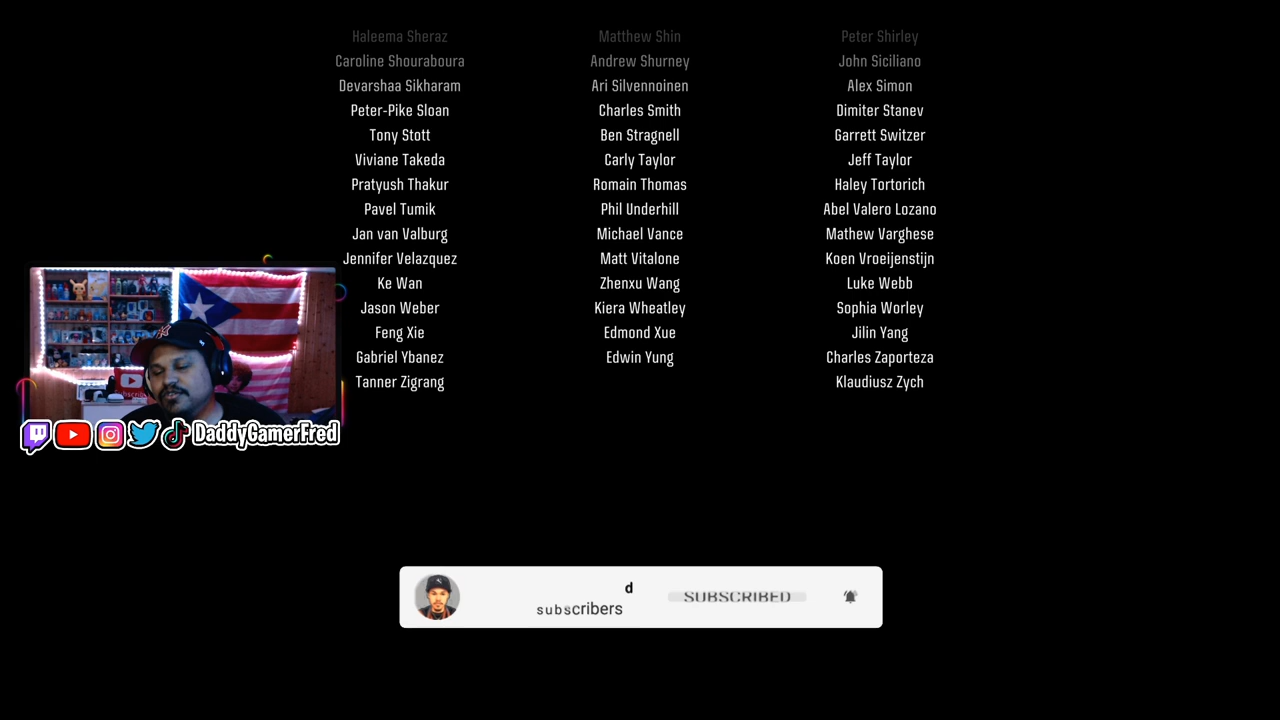 Haleema Sheraz Matthew Shin Peter Shirley
Caroline Shouraboura Andrew Shurney John Siciliano
Devarshaa Sikharam Ari Silvennoinen Alex Simon
Peter-Pike Sloan Charles Smith Dimiter Stanev
Tony Stott Ben Stragnell Garrett Switzer
Viviane Takeda Carly Taylor Jeff Taylor
Pratyush Thakur Romain Thomas Haley Tortorich
Pavel Tumik Phil Underhill Abel Valero Lozano
Jan van Valburg Michael Vance Mathew Varghese
Jennifer Velazquez Matt Vitalone Koen Vroeijenstijn
Ke Wan Zhenxu Wang Luke Webb
Jason Weber Kiera Wheatley Sophia Worley
Feng Xie Edmond Xue Jilin Yang
Gabriel Ybanez Edwin Yung Charles Zaporteza
Tanner Zigrang Klaudiusz Zych
DaddyGamerFred
d
subscribers
SUBSCRIBED